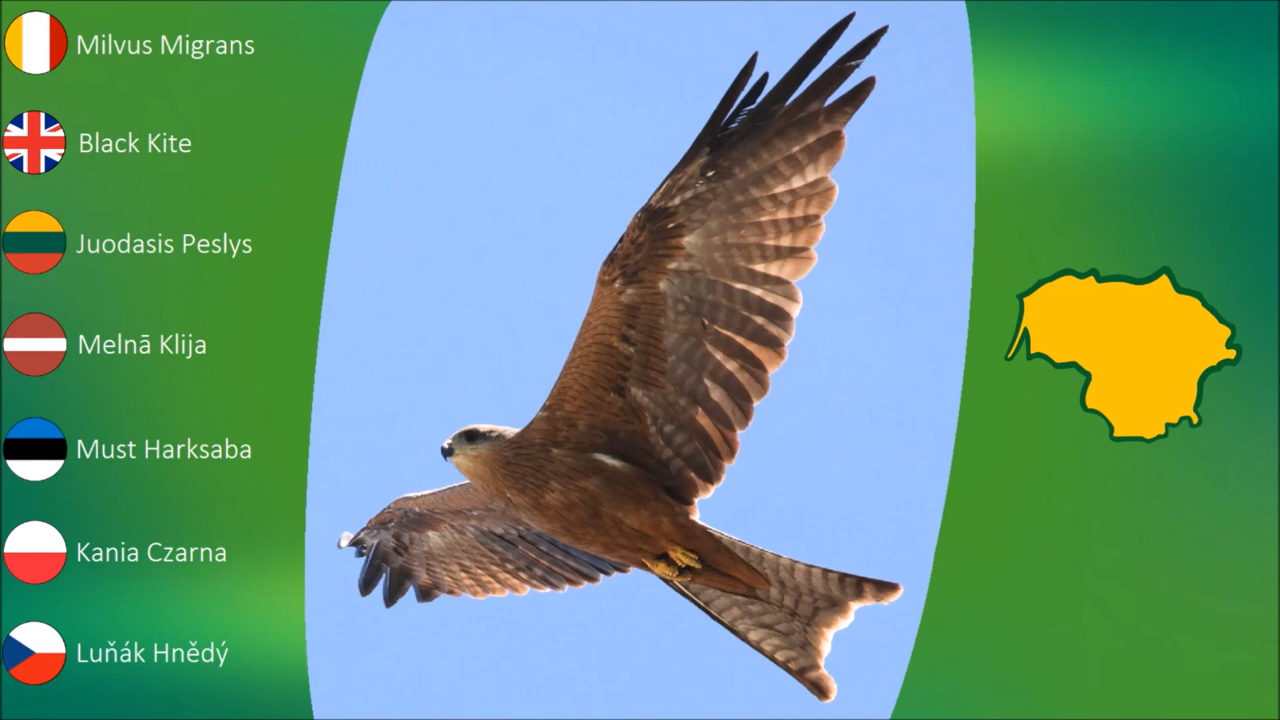 Milvus Migrans
Black Kite
Juodasis Peslys
Melnā Klija
Must Harksaba
Kania Czarna
Luňák Hnědý